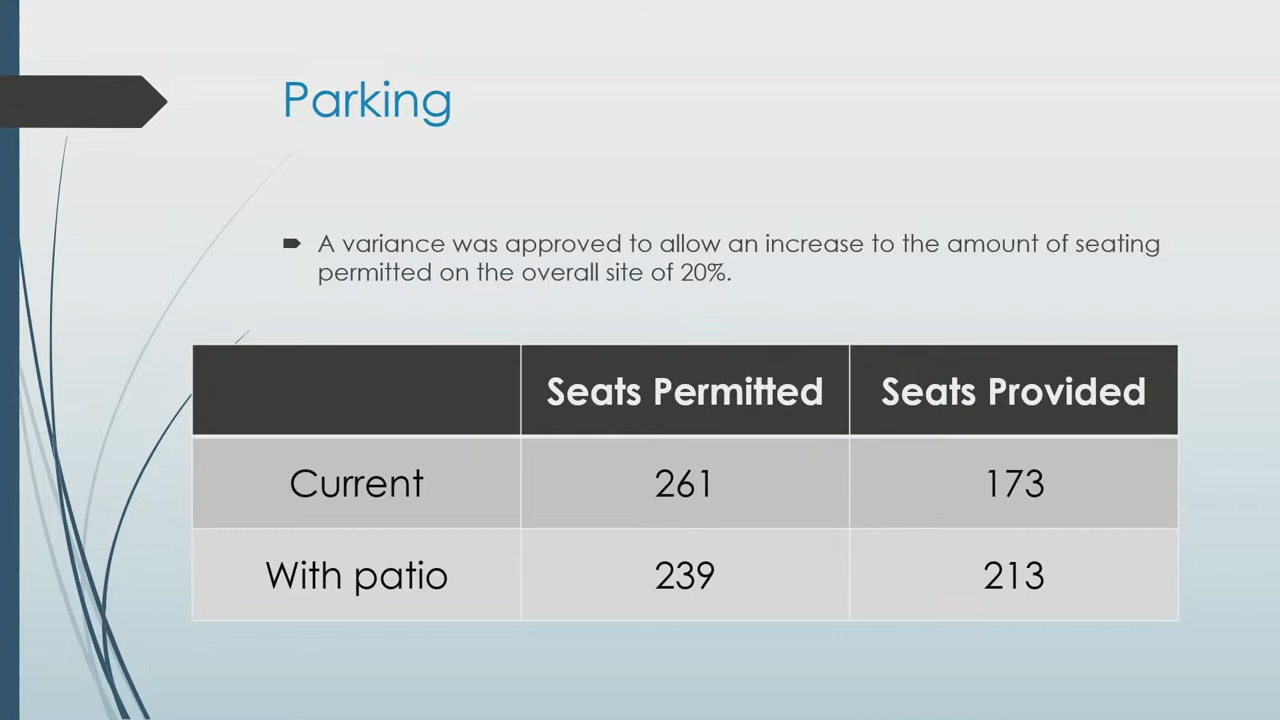 Parking
A variance was approved to allow an increase to the amount of seating
permitted on the overall site of 20%.
Seats Permitted Seats Provided
Current 261 173
With patio 239 213